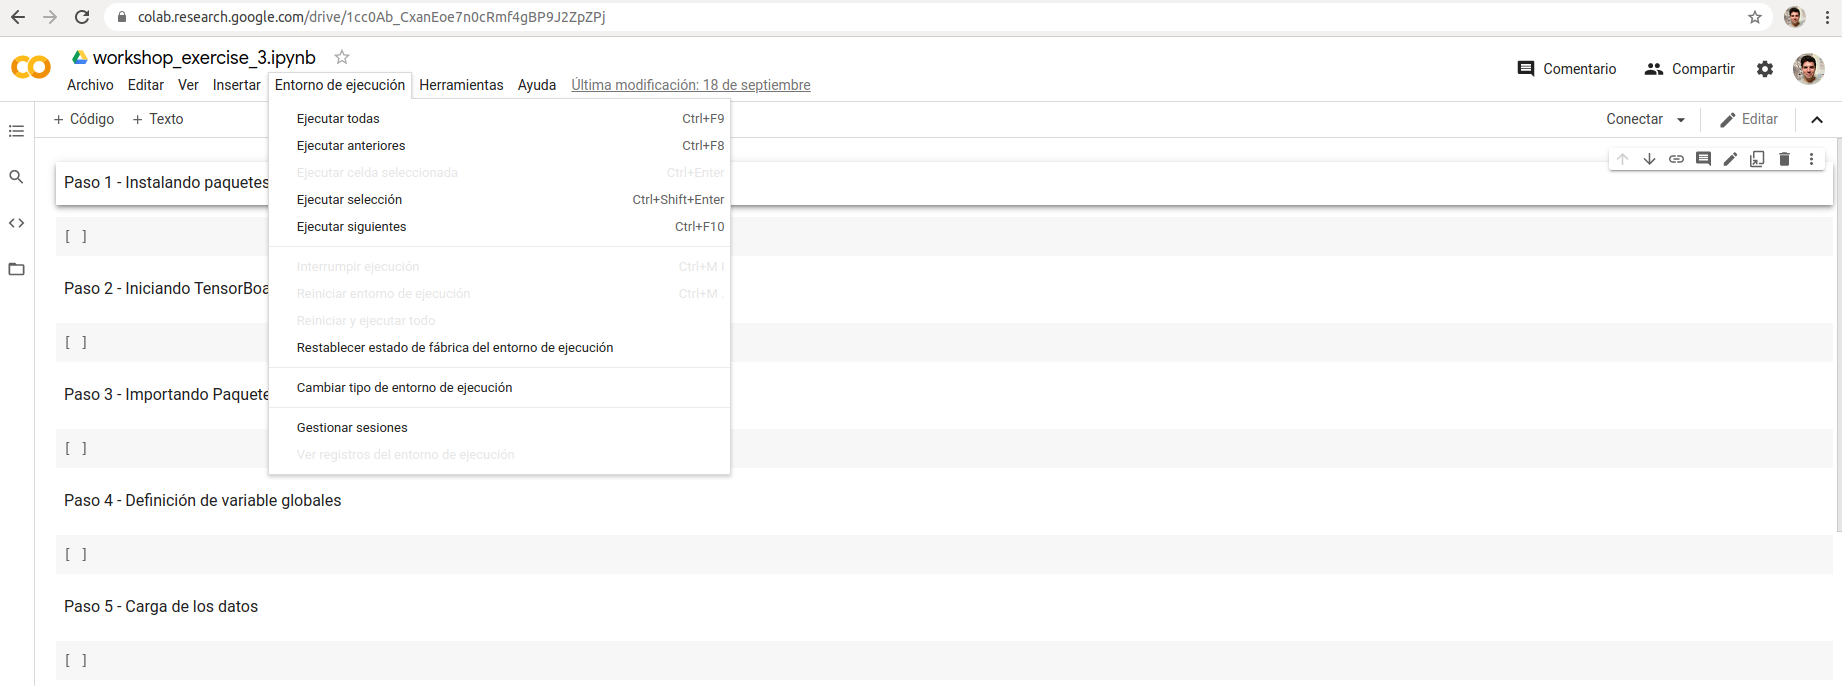 colab.research.google.com/drive/1cc0Ab_CxanEoe7n0cRmf4gBP9J2ZpZPj
workshop_exercise_3.ipynb
Archivo Editar Ver Insertar Entorno de ejecución Herramientas Ayuda Última modificación: 18 de septiembre
Comentario Compartir
+ Código + Texto
Conectar Editar
Ejecutar todas Ctrl+F9
Ejecutar anteriores Ctrl+F8
Ejecutar celda seleccionada Ctrl+Enter
Ejecutar selección Ctrl+Shift+Enter
Ejecutar siguientes Ctrl+F10
Interrumpir ejecución Ctrl+M I
Reiniciar entorno de ejecución Ctrl+M .
Reiniciar y ejecutar todo
Restablecer estado de fábrica del entorno de ejecución
Cambiar tipo de entorno de ejecución
Gestionar sesiones
Ver registros del entorno de ejecución
Paso 1 - Instalando paquetes
[ ]
Paso 2 - Iniciando TensorBoa
[ ]
Paso 3 - Importando Paquete
[ ]
Paso 4 - Definición de variable globales
[ ]
Paso 5 - Carga de los datos
[ ]